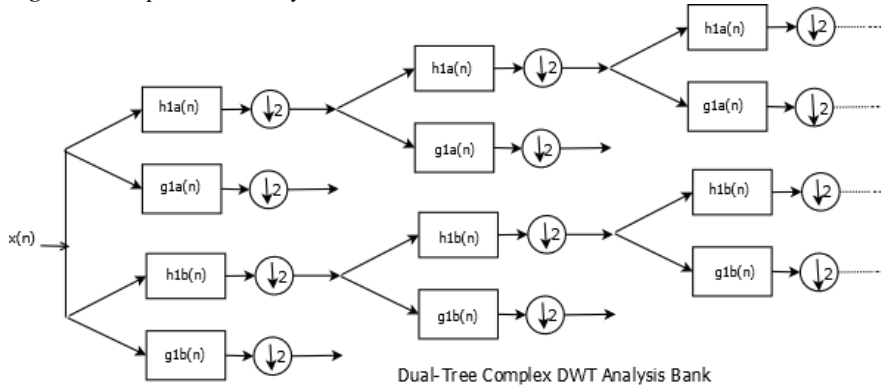 h1a(n) 2
h1a(n) 2
h1a(n) 2
g1a(n) 2
g1a(n) 2
g1a(n) 2
x(n)
h1b(n) 2
h1b(n) 2
h1b(n) 2
g1b(n) 2
g1b(n) 2
g1b(n) 2
Dual-Tree Complex DWT Analysis Bank